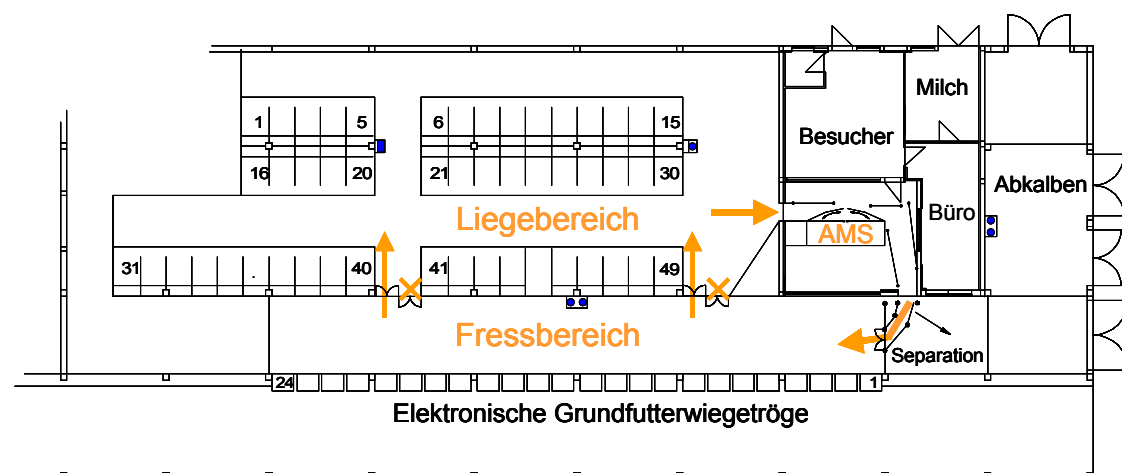 Milch
1 5 6 15
Besucher
16 20 21 30
Abkalben
Büro
Liegebereich
AMS
31 40 41 49
Fressbereich
Separation
24 1
Elektronische Grundfutterwiegetröge